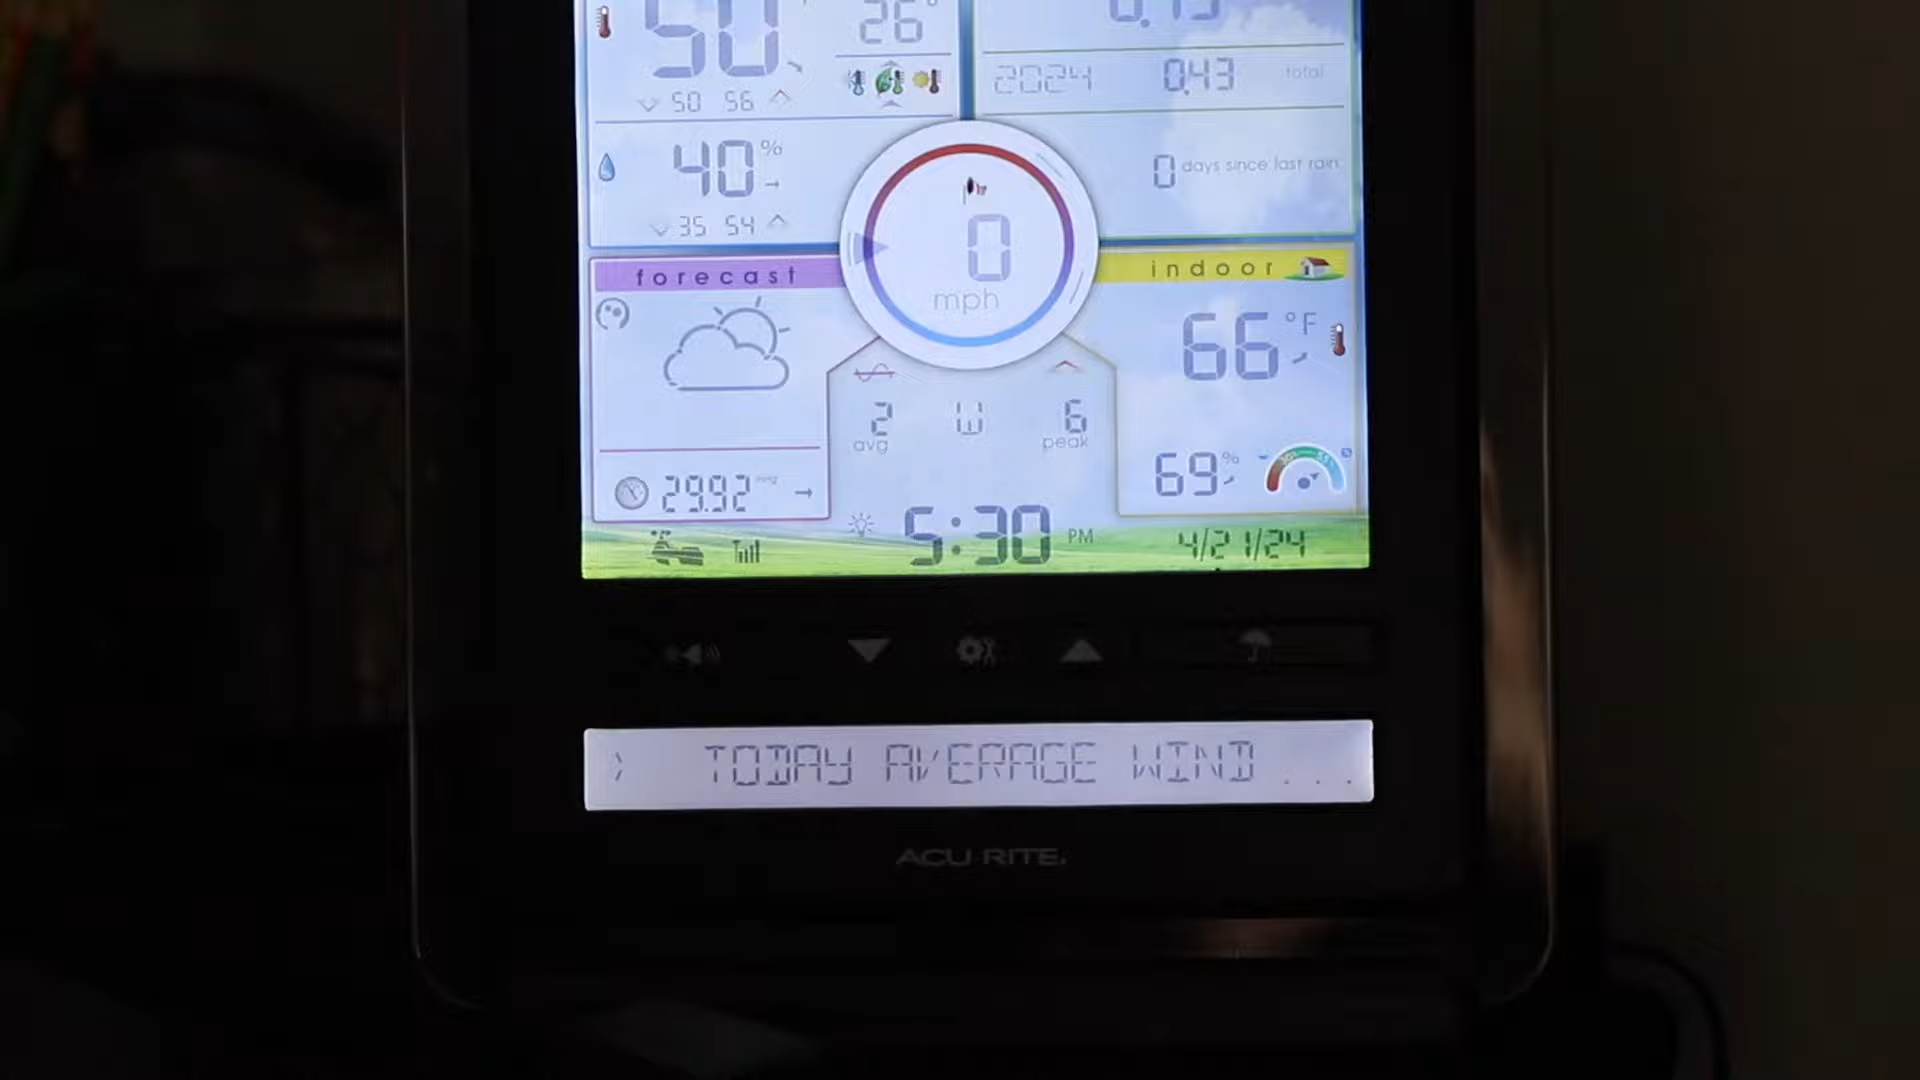 50 26°
2024 0.43 total
50 56
40 %
0 days since last rain
35 54
0
mph
forecast
indoor
66 °F
2 W 6
avg peak
69 %
29.92
5:30 PM 4/21/24
> TODAY AVERAGE WIND ...
ACU RITE.